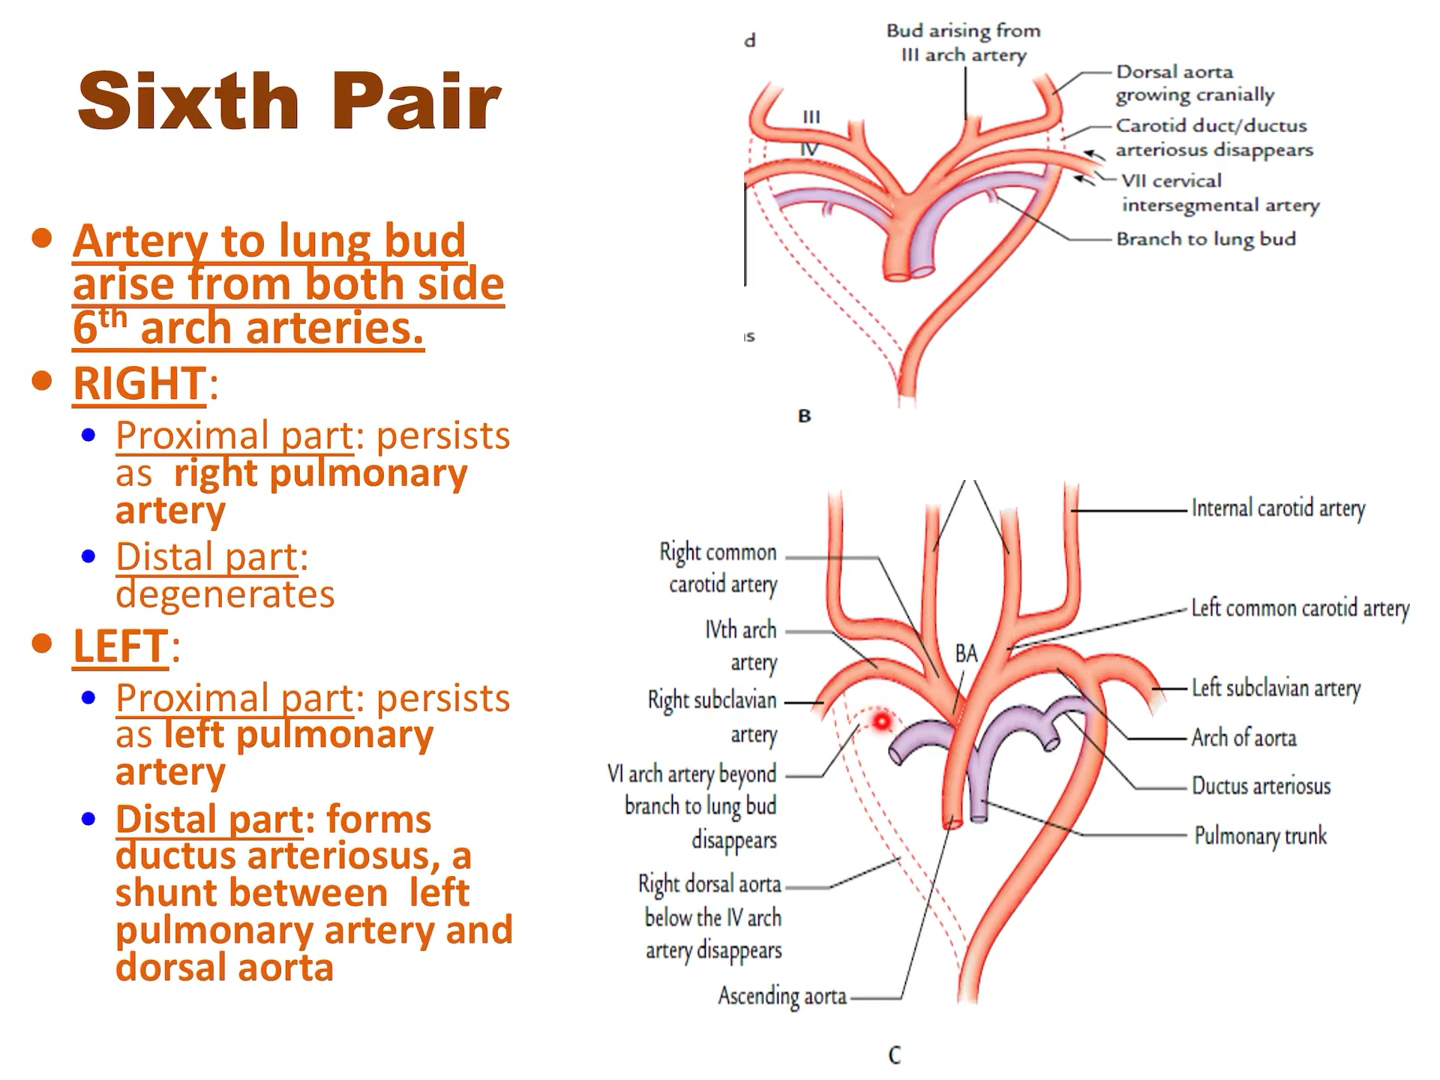 Sixth Pair
• Artery to lung bud
arise from both side
6th arch arteries.
• RIGHT:
• Proximal part: persists
as right pulmonary
artery
• Distal part:
degenerates
• LEFT:
• Proximal part: persists
as left pulmonary
artery
• Distal part: forms
ductus arteriosus, a
shunt between left
pulmonary artery and
dorsal aorta
d
Bud arising from
III arch artery
Dorsal aorta
growing cranially
Carotid duct/ductus
arteriosus disappears
VII cervical
intersegmental artery
Branch to lung bud
III
IV
s
B
Internal carotid artery
Right common
carotid artery
Left common carotid artery
IVth arch
artery
BA
Right subclavian
artery
Left subclavian artery
Arch of aorta
VI arch artery beyond
branch to lung bud
disappears
Ductus arteriosus
Pulmonary trunk
Right dorsal aorta
below the IV arch
artery disappears
Ascending aorta
C